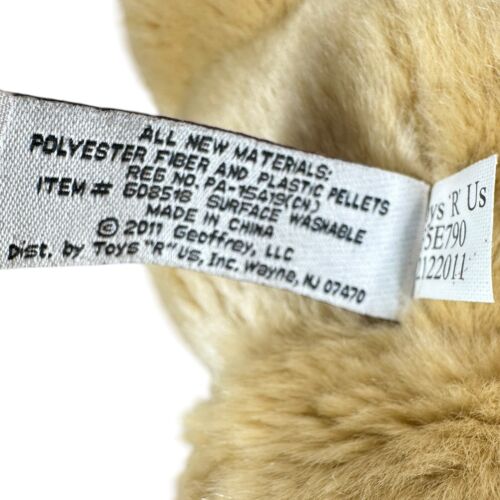 ALL NEW MATERIALS:
POLYESTER FIBER AND PLASTIC PELLETS
REG NO. PA-15419(CN)
ITEM # 608516 SURFACE WASHABLE
MADE IN CHINA
© 2011 Geoffrey, LLC
Dist. by Toys "R" Us, Inc. Wayne, NJ 07470
ys 'R' Us
5E790
2122011